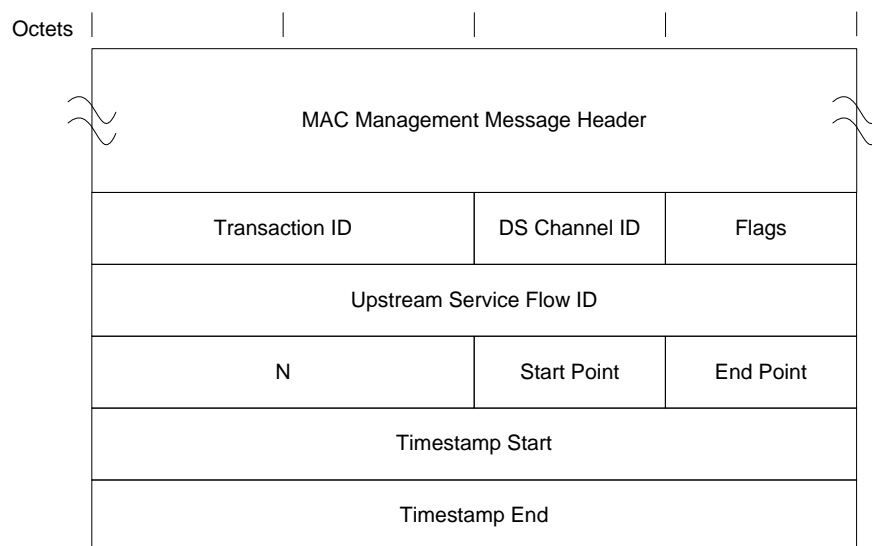 Octets
MAC Management Message Header
Transaction ID
DS Channel ID
Flags
Upstream Service Flow ID
N
Start Point
End Point
Timestamp Start
Timestamp End